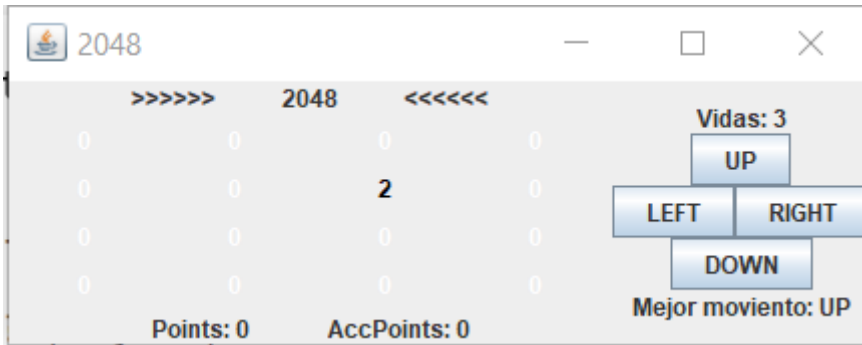 2048
>>>>>> 2048 <<<<<<
0 0 0 0
0 0 2 0
0 0 0 0
0 0 0 0
Points: 0 AccPoints: 0
Vidas: 3
UP
LEFT RIGHT
DOWN
Mejor moviento: UP